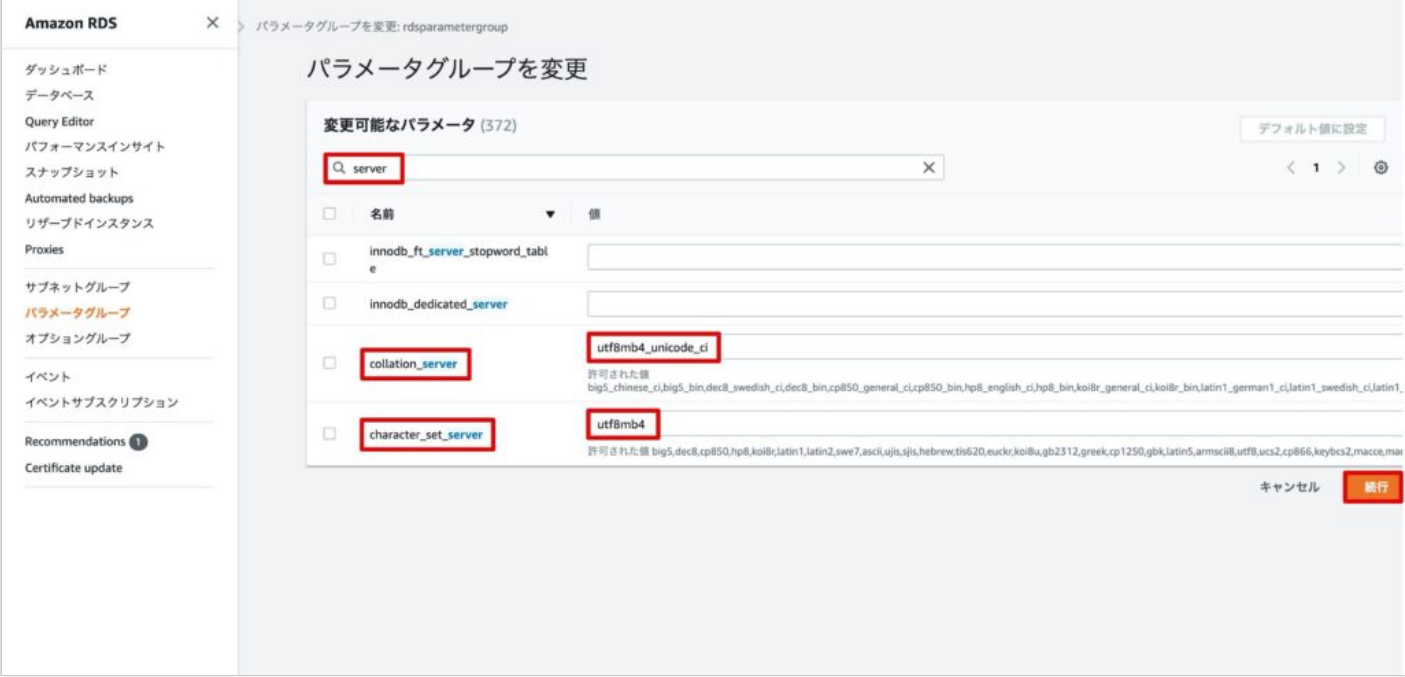 Amazon RDS
パラメータグループを変更: rdsparametergroup
ダッシュボード
データベース
Query Editor
パフォーマンスインサイト
スナップショット
Automated backups
リザーブドインスタンス
Proxies
サブネットグループ
パラメータグループ
オプショングループ
イベント
イベントサブスクリプション
Recommendations 1
Certificate update
パラメータグループを変更
変更可能なパラメータ (372)
デフォルト値に設定
server
1
名前
値
innodb_ft_server_stopword_tabl
e
innodb_dedicated_server
collation_server
utf8mb4_unicode_ci
許可された値
big5_chinese_ci,big5_bin,dec8_swedish_ci,dec8_bin,cp850_general_ci,cp850_bin,hp8_english_ci,hp8_bin,koi8r_general_ci,koi8r_bin,latin1_german1_ci,latin1_swedish_ci,latin1_
character_set_server
utf8mb4
許可された値 big5,dec8,cp850,hp8,koi8r,latin1,latin2,swe7,ascii,ujis,sjis,hebrew,tis620,euckr,koi8u,gb2312,greek,cp1250,gbk,latin5,armscii8,utf8,ucs2,cp866,keybcs2,macce,mac
キャンセル
続行